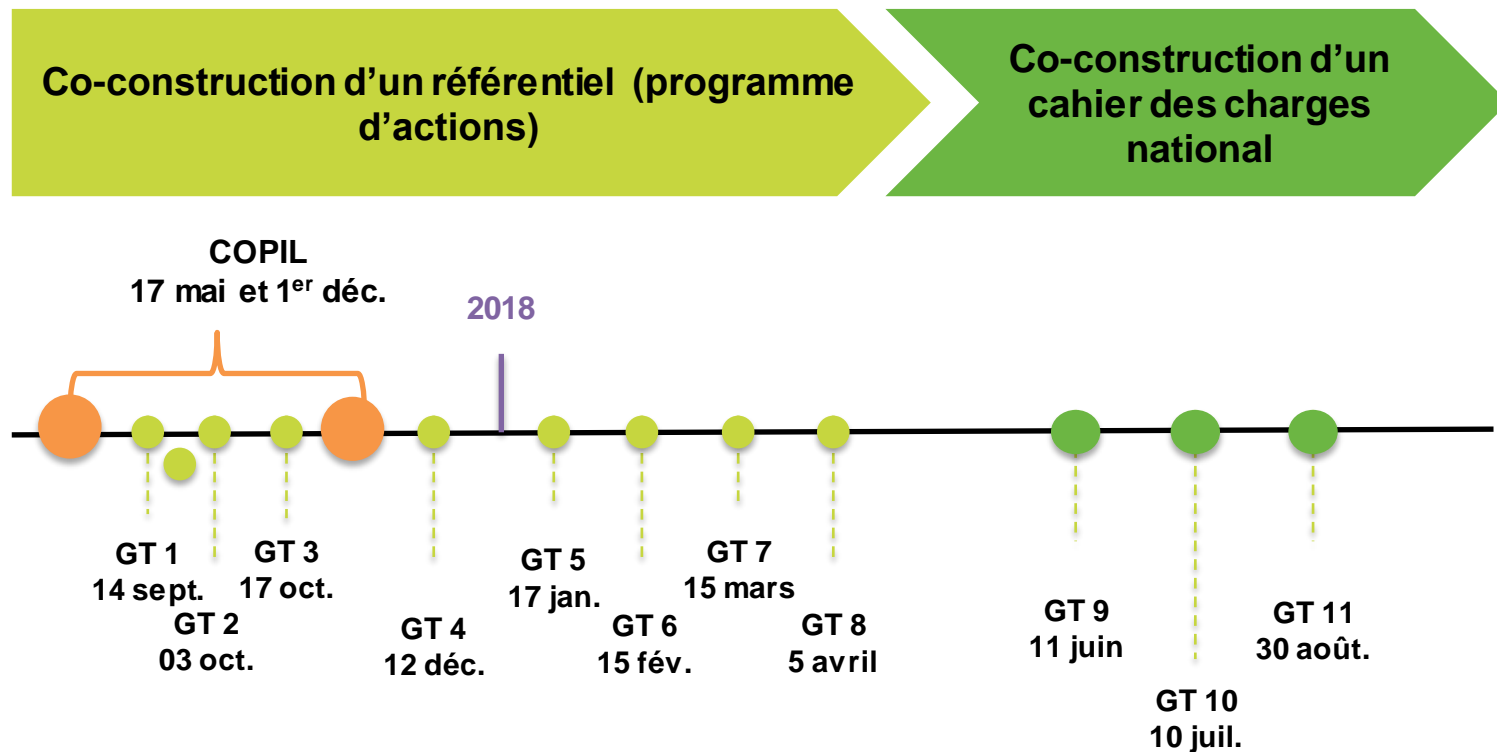 Co-construction d’un référentiel (programme
d’actions)
Co-construction d’un
cahier des charges
national
COPIL
17 mai et 1er déc.
2018
GT 1
14 sept.
GT 2
03 oct.
GT 3
17 oct.
GT 4
12 déc.
GT 5
17 jan.
GT 6
15 fév.
GT 7
15 mars
GT 8
5 avril
GT 9
11 juin
GT 10
10 juil.
GT 11
30 août.